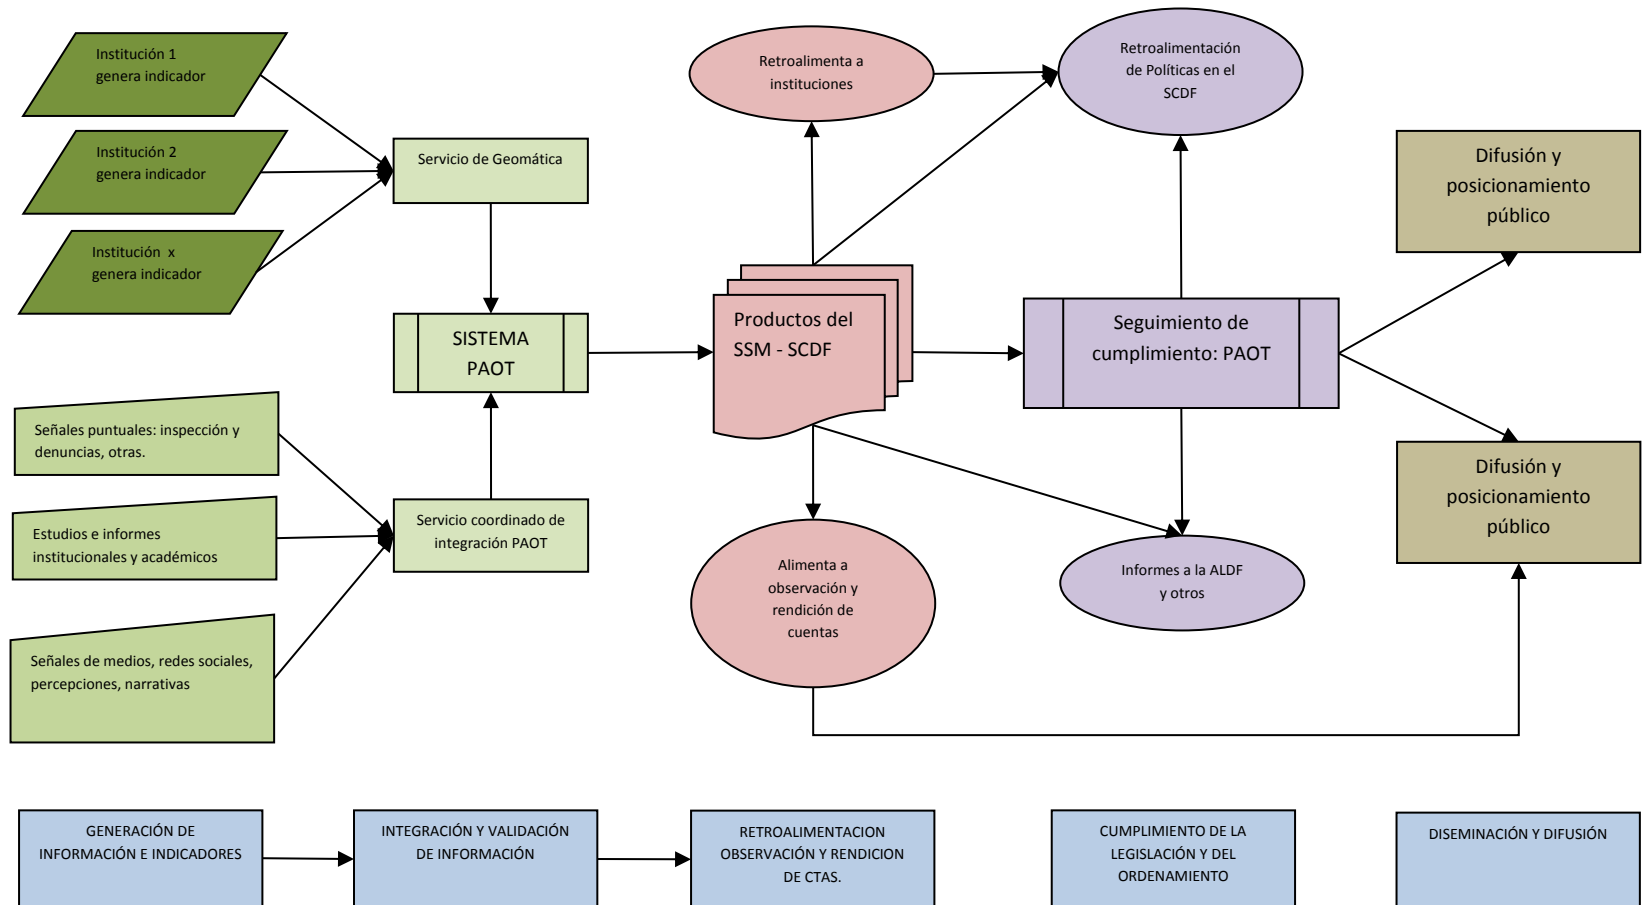 Institución 1
genera indicador
Institución 2
genera indicador
Institución  x
genera indicador
Señales puntuales: inspección y
denuncias, otras.
Estudios e informes
institucionales y académicos
Señales de medios, redes sociales,
percepciones, narrativas
Servicio de Geomática
SISTEMA
PAOT
Servicio coordinado de
integración PAOT
Retroalimenta a
instituciones
Productos del
SSM - SCDF
Alimenta a
observación y
rendición de
cuentas
Retroalimentación
de Políticas en el
SCDF
Seguimiento de
cumplimiento: PAOT
Informes a la ALDF
y otros
Difusión y
posicionamiento
público
Difusión y
posicionamiento
público
GENERACIÓN DE
INFORMACIÓN E INDICADORES
INTEGRACIÓN Y VALIDACIÓN
DE INFORMACIÓN
RETROALIMENTACION
OBSERVACIÓN Y RENDICION
DE CTAS.
CUMPLIMIENTO DE LA
LEGISLACIÓN Y DEL
ORDENAMIENTO
DISEMINACIÓN Y DIFUSIÓN